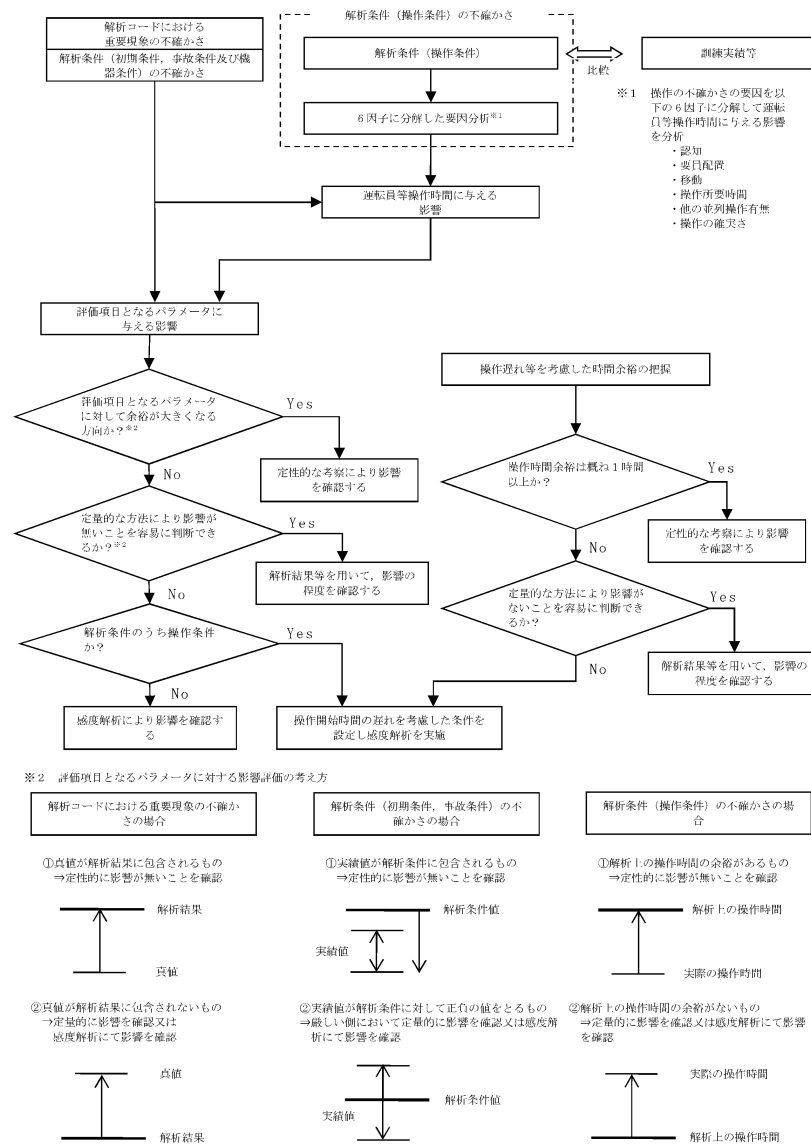 解析コードにおける
重要現象の不確かさ
解析条件（初期条件，事故条件及び機
器条件）の不確かさ
解析条件（操作条件）の不確かさ
解析条件（操作条件）
６因子に分解した要因分析※１
比較
訓練実績等
※１　操作の不確かさの要因を以
下の６因子に分解して運転
員等操作時間に与える影響
を分析
・認知
・要員配置
・移動
・操作所要時間
・他の並列操作有無
・操作の確実さ
運転員等操作時間に与える
影響
評価項目となるパラメータに
与える影響
評価項目となるパラメータ
に対して余裕が大きくなる
方向か？※２
Yes
No
定性的な考察により影響
を確認する
定量的な方法により影響が
無いことを容易に判断でき
るか？※２
Yes
No
解析結果等を用いて，影響の
程度を確認する
解析条件のうち操作条件
か？
Yes
No
感度解析により影響を確認す
る
操作開始時間の遅れを考慮した条件を
設定し感度解析を実施
操作遅れ等を考慮した時間余裕の把握
操作時間余裕は概ね１時間
以上か？
Yes
No
定性的な考察により影響
を確認する
定量的な方法により影響が
ないことを容易に判断でき
るか？
Yes
No
解析結果等を用いて，影響の
程度を確認する
※２　評価項目となるパラメータに対する影響評価の考え方
解析コードにおける重要現象の不確か
さの場合
①真値が解析結果に包含されるもの
⇒定性的に影響が無いことを確認
解析結果
真値
②真値が解析結果に包含されないもの
⇒定量的に影響を確認又は
感度解析にて影響を確認
真値
解析結果
解析条件（初期条件，事故条件）の不
確かさの場合
①実績値が解析条件に包含されるもの
⇒定性的に影響が無いことを確認
解析条件値
実績値
②実績値が解析条件に対して正負の値をとるもの
⇒厳しい側において定量的に影響を確認又は感度解
析にて影響を確認
解析条件値
実績値
解析条件（操作条件）の不確かさの場
合
①解析上の操作時間の余裕があるもの
⇒定性的に影響が無いことを確認
解析上の操作時間
実際の操作時間
②解析上の操作時間の余裕がないもの
⇒定量的に影響を確認又は感度解析にて影響
を確認
実際の操作時間
解析上の操作時間